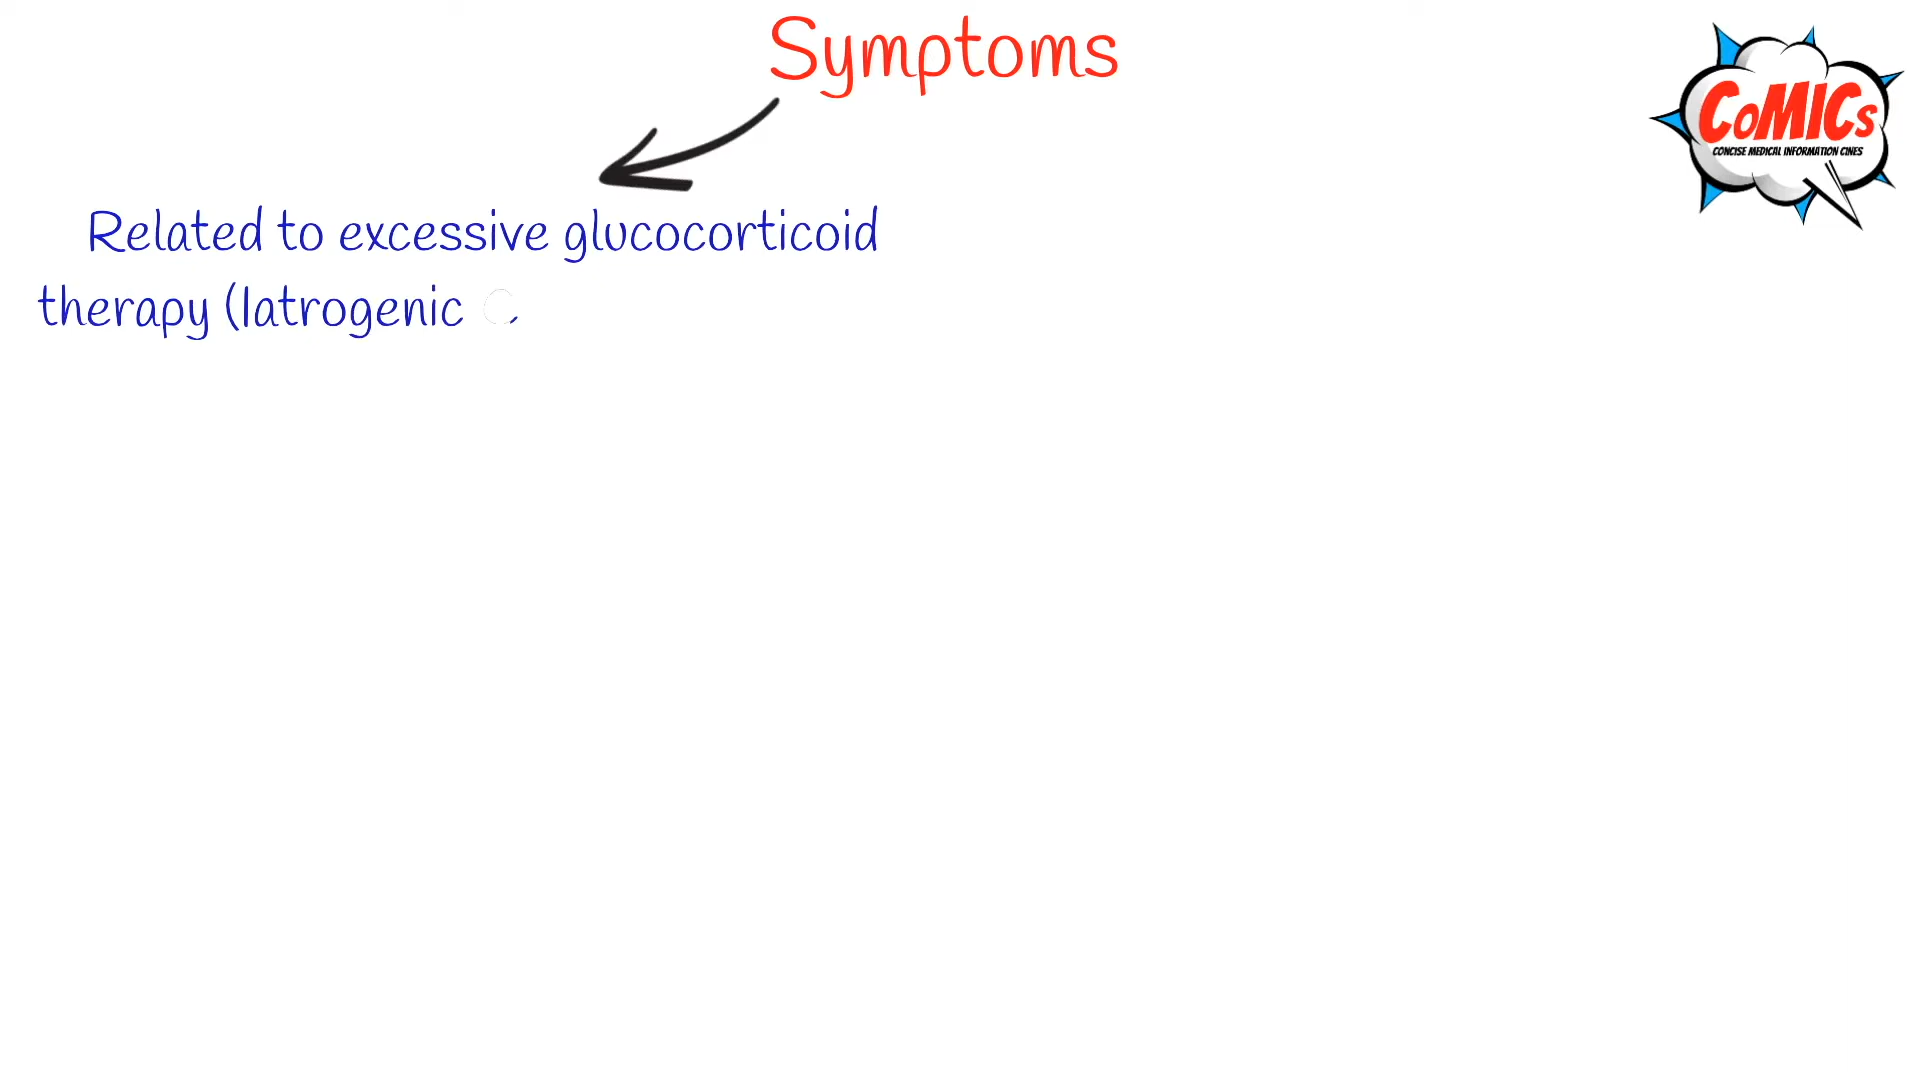 Symptoms
CoMICs
CONCISE MEDICAL INFORMATION CINES
Related to excessive glucocorticoid
therapy (Iatrogenic